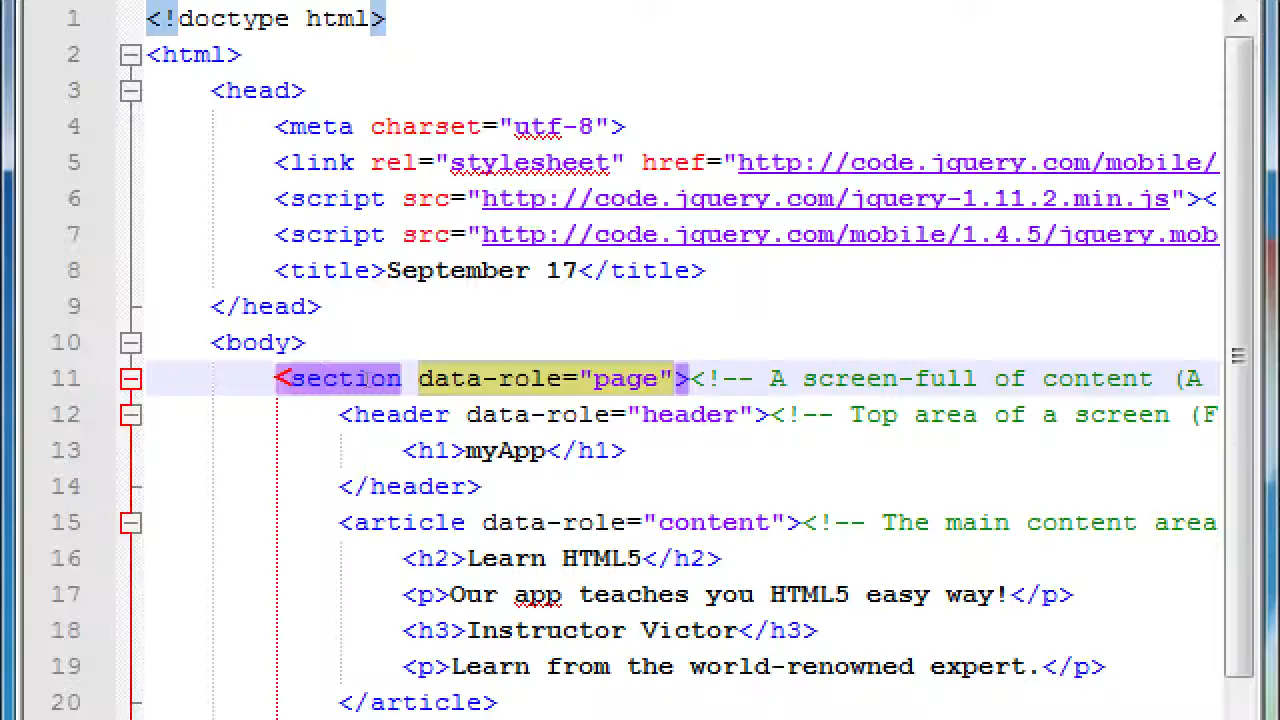 1 <!doctype html>
2 <html>
3 <head>
4 <meta charset="utf-8">
5 <link rel="stylesheet" href="http://code.jquery.com/mobile/
6 <script src="http://code.jquery.com/jquery-1.11.2.min.js"><
7 <script src="http://code.jquery.com/mobile/1.4.5/jquery.mob
8 <title>September 17</title>
9 </head>
10 <body>
11 <section data-role="page"><!-- A screen-full of content (A
12 <header data-role="header"><!-- Top area of a screen (F
13 <h1>myApp</h1>
14 </header>
15 <article data-role="content"><!-- The main content area
16 <h2>Learn HTML5</h2>
17 <p>Our app teaches you HTML5 easy way!</p>
18 <h3>Instructor Victor</h3>
19 <p>Learn from the world-renowned expert.</p>
20 </article>